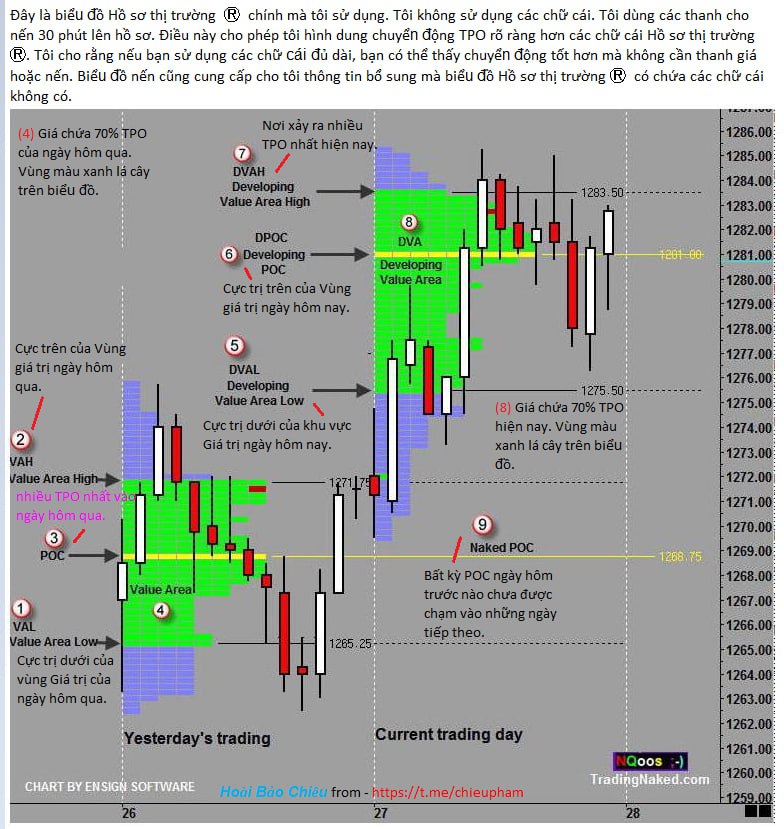 Đây là biểu đồ Hồ sơ thị trường ® chính mà tôi sử dụng. Tôi không sử dụng các chữ cái. Tôi dùng các thanh cho
nến 30 phút lên hồ sơ. Điều này cho phép tôi hình dung chuyển động TPO rõ ràng hơn các chữ cái Hồ sơ thị trường
®. Tôi cho rằng nếu bạn sử dụng các chữ cái đủ dài, bạn có thể thấy chuyển động tốt hơn mà không cần thanh giá
hoặc nến. Biểu đồ nến cũng cung cấp cho tôi thông tin bổ sung mà biểu đồ Hồ sơ thị trường ® có chứa các chữ cái
không có.
(4) Giá chứa 70% TPO
của ngày hôm qua.
Vùng màu xanh lá cây
trên biểu đồ.
Nơi xảy ra nhiều
TPO nhất hiện nay.
7
DVAH
Developing
Value Area High
1283.50
8
DVA
Developing
Value Area
DPOC
6 Developing
POC
1281.00
Cực trị trên của Vùng
giá trị ngày hôm nay.
5
DVAL
Developing
Value Area Low
1275.50
Cực trị dưới của khu vực
Giá trị ngày hôm nay.
(8) Giá chứa 70% TPO
hiện nay. Vùng màu
xanh lá cây trên biểu
đồ.
Cực trên của Vùng
giá trị ngày hôm
qua.
2
VAH
Value Area High
1271.75
nhiều TPO nhất vào
ngày hôm qua.
3
POC
1268.75
Value Area
4
1
VAL
Value Area Low
1265.25
Cực trị dưới của
vùng Giá trị của
ngày hôm qua.
9
Naked POC
Bất kỳ POC ngày hôm
trước nào chưa được
chạm vào những ngày
tiếp theo.
Yesterday's trading
Current trading day
NQoos ;-)
TradingNaked.com
CHART BY ENSIGN SOFTWARE
Hoài Bảo Chiêu from - https://t.me/chieupham
26
27
28
1287.00
1286.00
1285.00
1284.00
1283.00
1282.00
1281.00
1280.00
1279.00
1278.00
1277.00
1276.00
1275.00
1274.00
1273.00
1272.00
1271.00
1270.00
1269.00
1268.00
1267.00
1266.00
1265.00
1264.00
1263.00
1262.00
1261.00
1260.00
1259.00